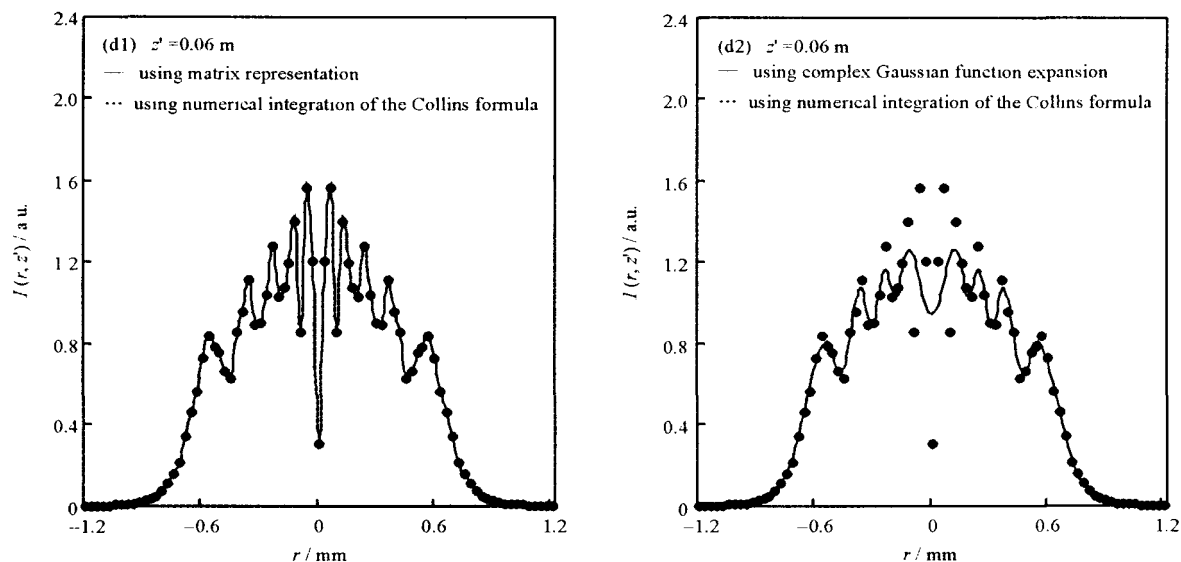 2.4
2.0
1.6
1.2
0.8
0.4
0
I (r, z') / a u.
(d1) z' =0.06 m
— using matrix representation
··· using numerical integration of the Collins formula
--1.2 −0.6 0 0.6 1.2
r / mm
2.4
2.0
1.6
1.2
0.8
0.4
0
I (r, z') / a.u.
(d2) z' =0.06 m
— using complex Gaussian function expansion
··· using numerical integration of the Collins formula
−1.2 −0.6 0 0.6 1.2
r / mm